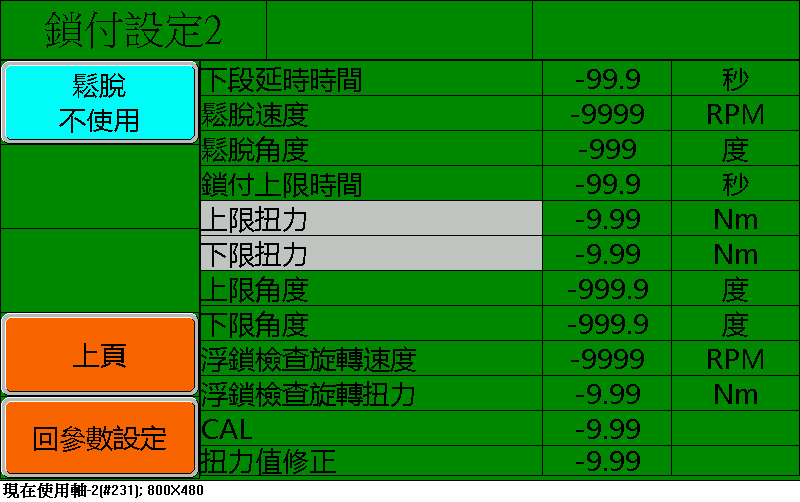 鎖付設定2
鬆脫
不使用
下段延時時間 -99.9 秒
鬆脫速度 -9999 RPM
鬆脫角度 -999 度
鎖付上限時間 -99.9 秒
上限扭力 -9.99 Nm
下限扭力 -9.99 Nm
上限角度 -999.9 度
下限角度 -999.9 度
上頁
浮鎖檢查旋轉速度 -9999 RPM
浮鎖檢查旋轉扭力 -9.99 Nm
回參數設定
CAL -9.99
扭力值修正 -9.99
現在使用軸-2(#231); 800X480